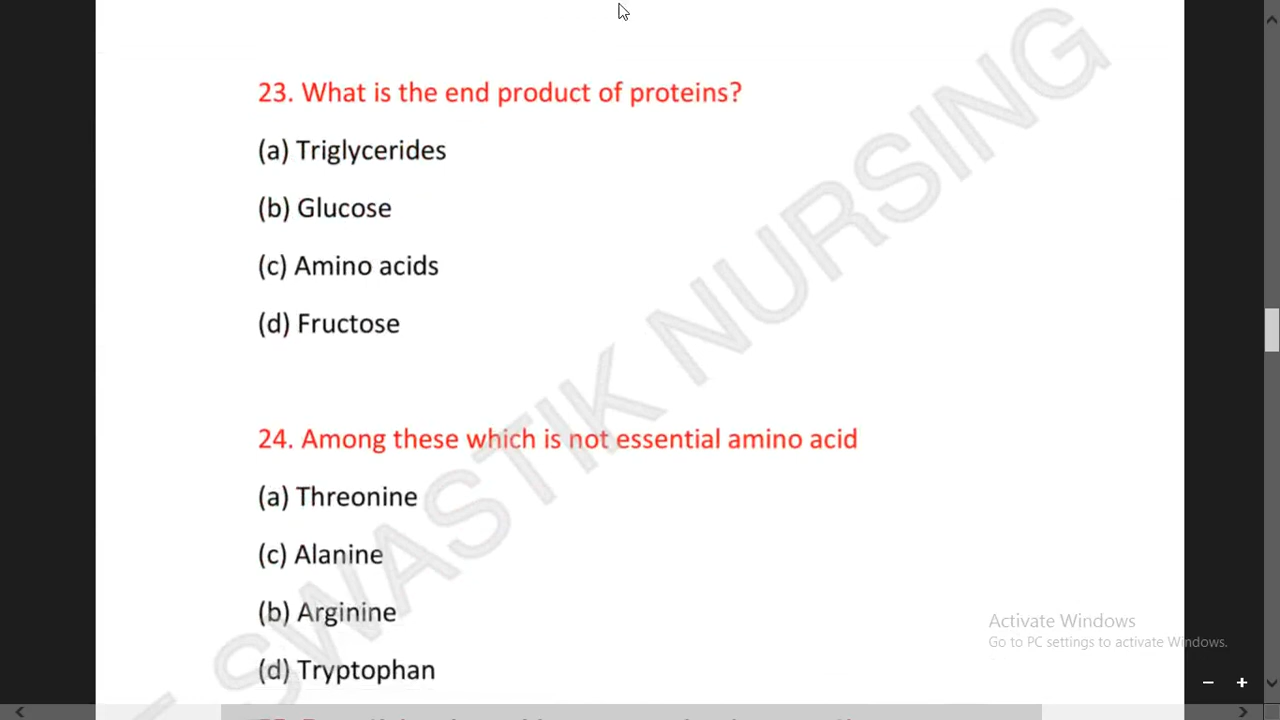 23. What is the end product of proteins?
(a) Triglycerides
(b) Glucose
(c) Amino acids
(d) Fructose
24. Among these which is not essential amino acid
(a) Threonine
(c) Alanine
(b) Arginine
(d) Tryptophan
SWASTIK NURSING
Activate Windows
Go to PC settings to activate Windows.